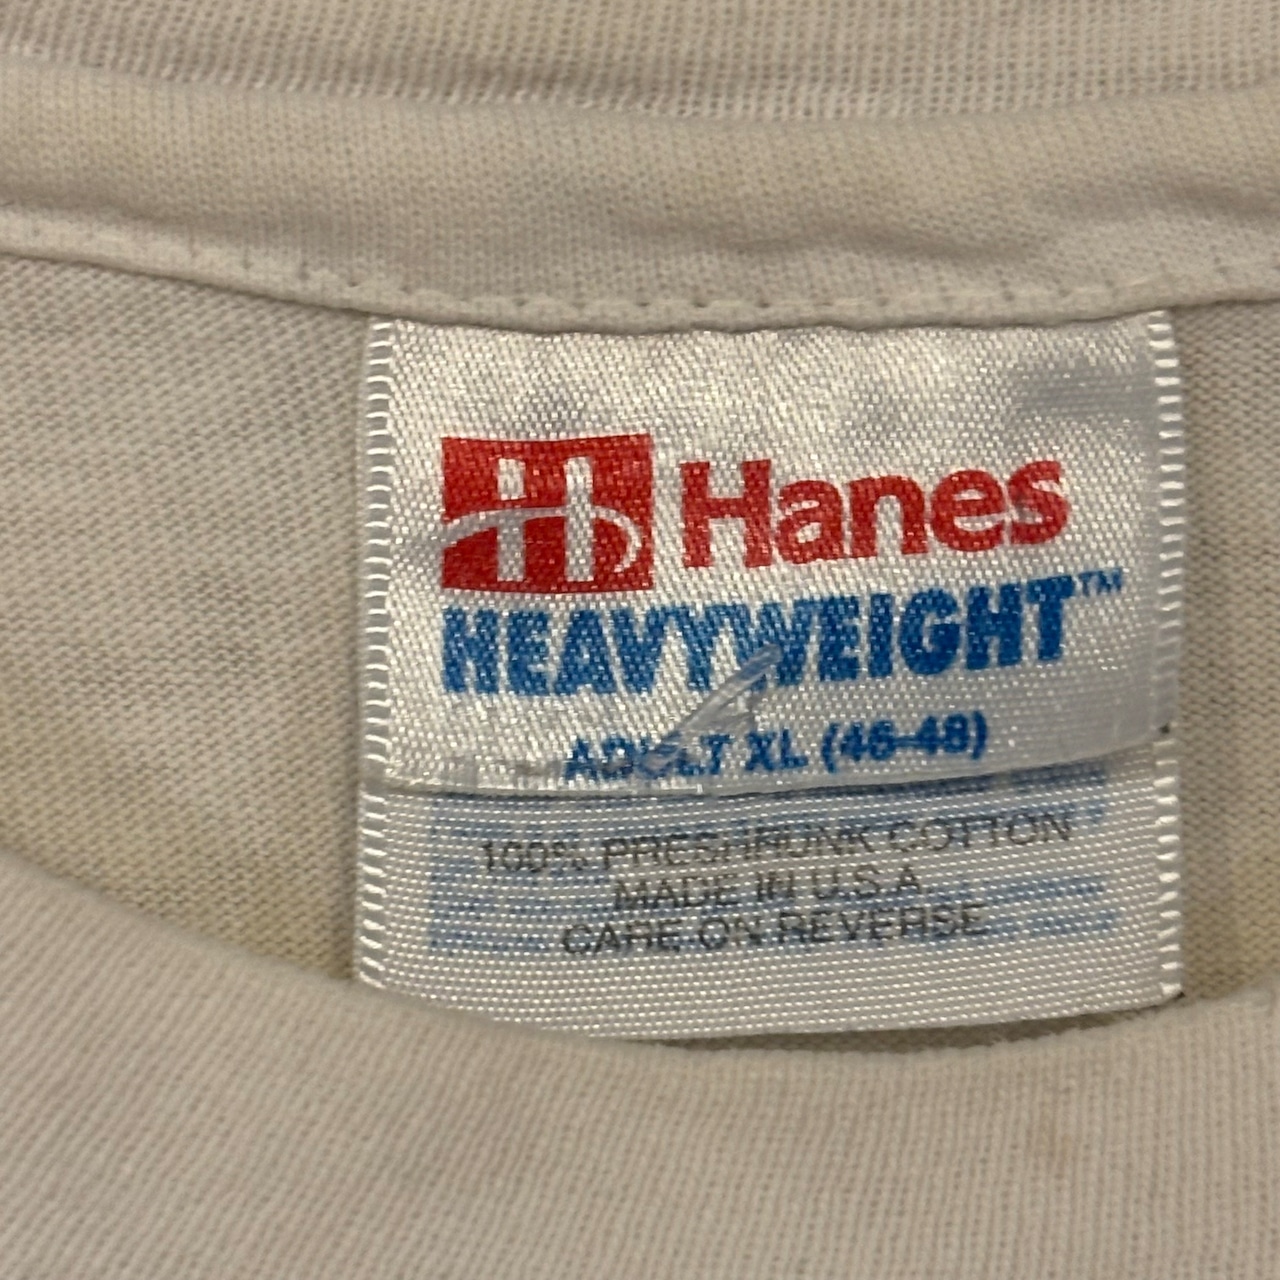 Hanes
HEAVYWEIGHT™
ADULT XL (46-48)
100% PRESHRUNK COTTON
MADE IN U.S.A.
CARE ON REVERSE